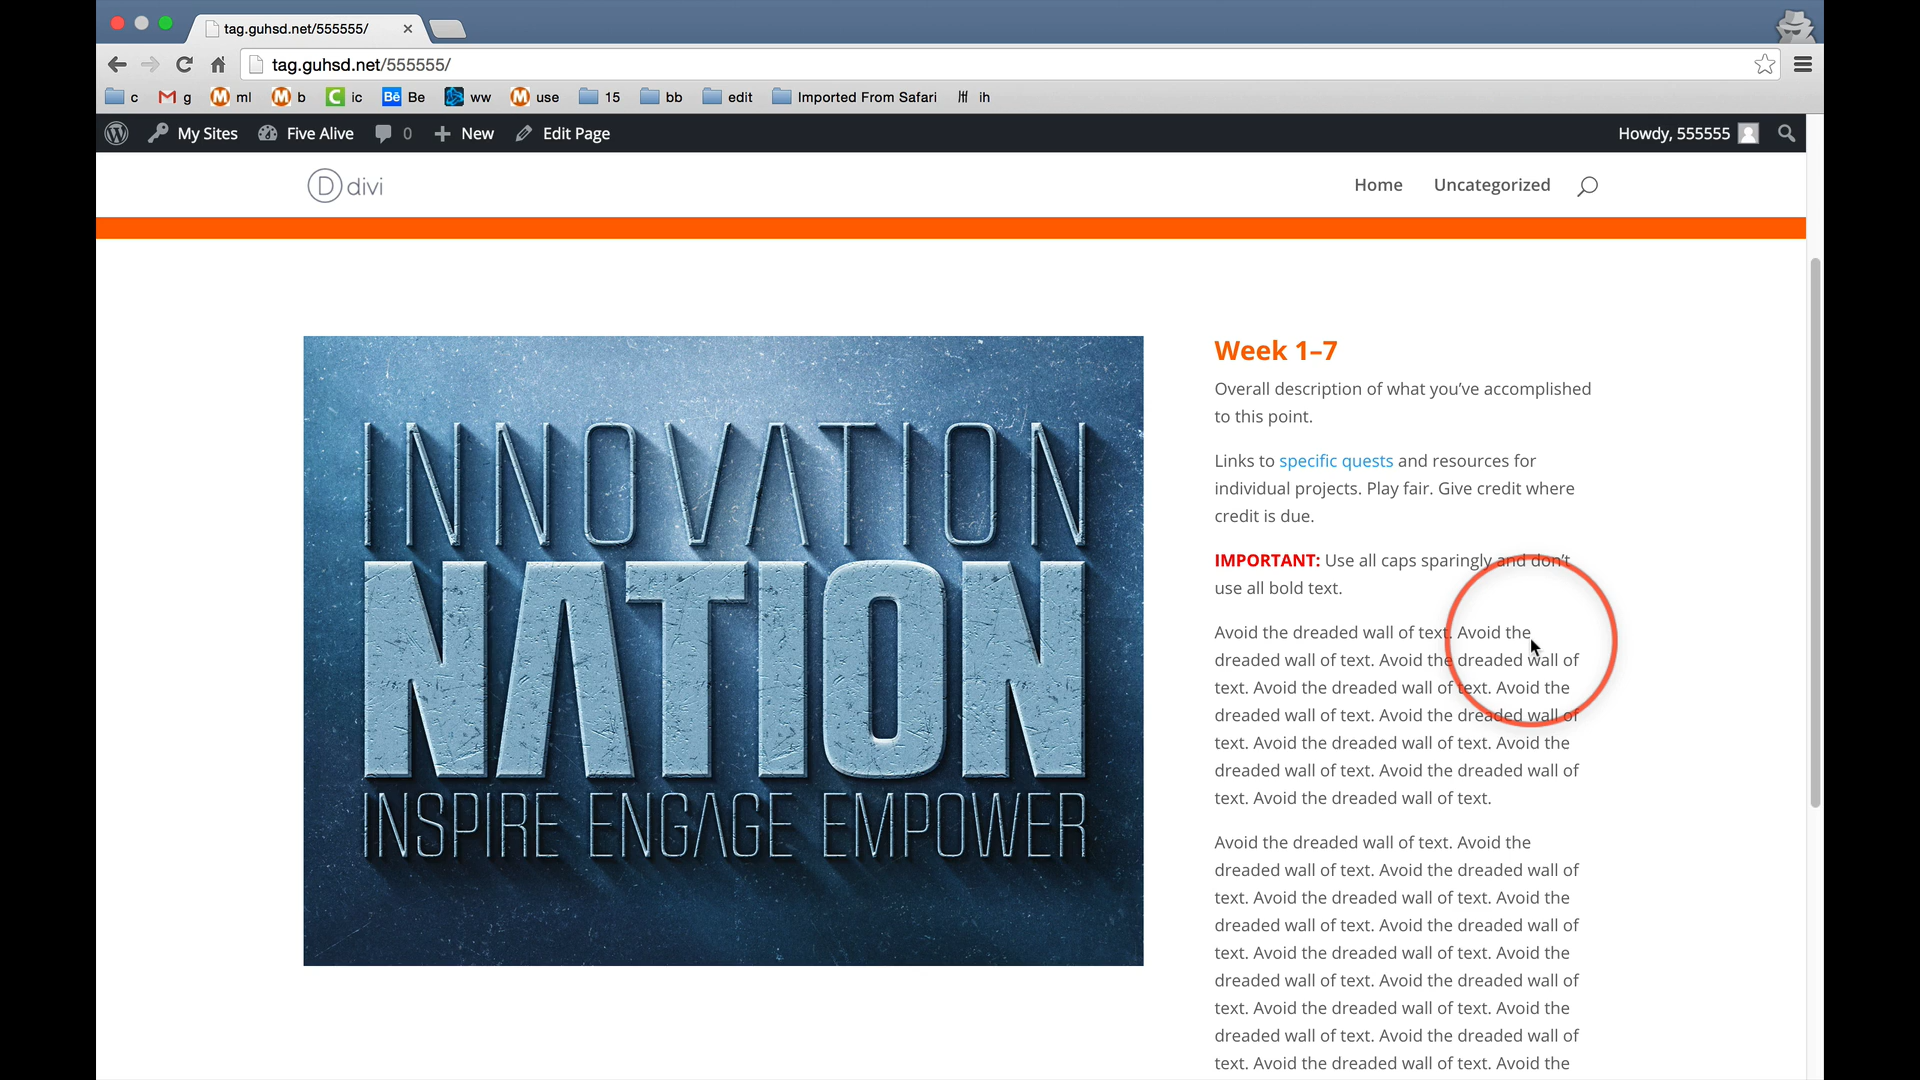 tag.guhsd.net/555555/
tag.guhsd.net/555555/
c g ml b ic Bē Be ww use 15 bb edit Imported From Safari ih
My Sites Five Alive 0 New Edit Page Howdy, 555555
D divi Home Uncategorized
INNOVATION
NATION
INSPIRE ENGAGE EMPOWER
Week 1–7
Overall description of what you’ve accomplished
to this point.
Links to specific quests and resources for
individual projects. Play fair. Give credit where
credit is due.
IMPORTANT: Use all caps sparingly and don’t
use all bold text.
Avoid the dreaded wall of text. Avoid the
dreaded wall of text. Avoid the dreaded wall of
text. Avoid the dreaded wall of text. Avoid the
dreaded wall of text. Avoid the dreaded wall of
text. Avoid the dreaded wall of text. Avoid the
dreaded wall of text. Avoid the dreaded wall of
text. Avoid the dreaded wall of text.
Avoid the dreaded wall of text. Avoid the
dreaded wall of text. Avoid the dreaded wall of
text. Avoid the dreaded wall of text. Avoid the
dreaded wall of text. Avoid the dreaded wall of
text. Avoid the dreaded wall of text. Avoid the
dreaded wall of text. Avoid the dreaded wall of
text. Avoid the dreaded wall of text. Avoid the
dreaded wall of text. Avoid the dreaded wall of
text. Avoid the dreaded wall of text. Avoid the